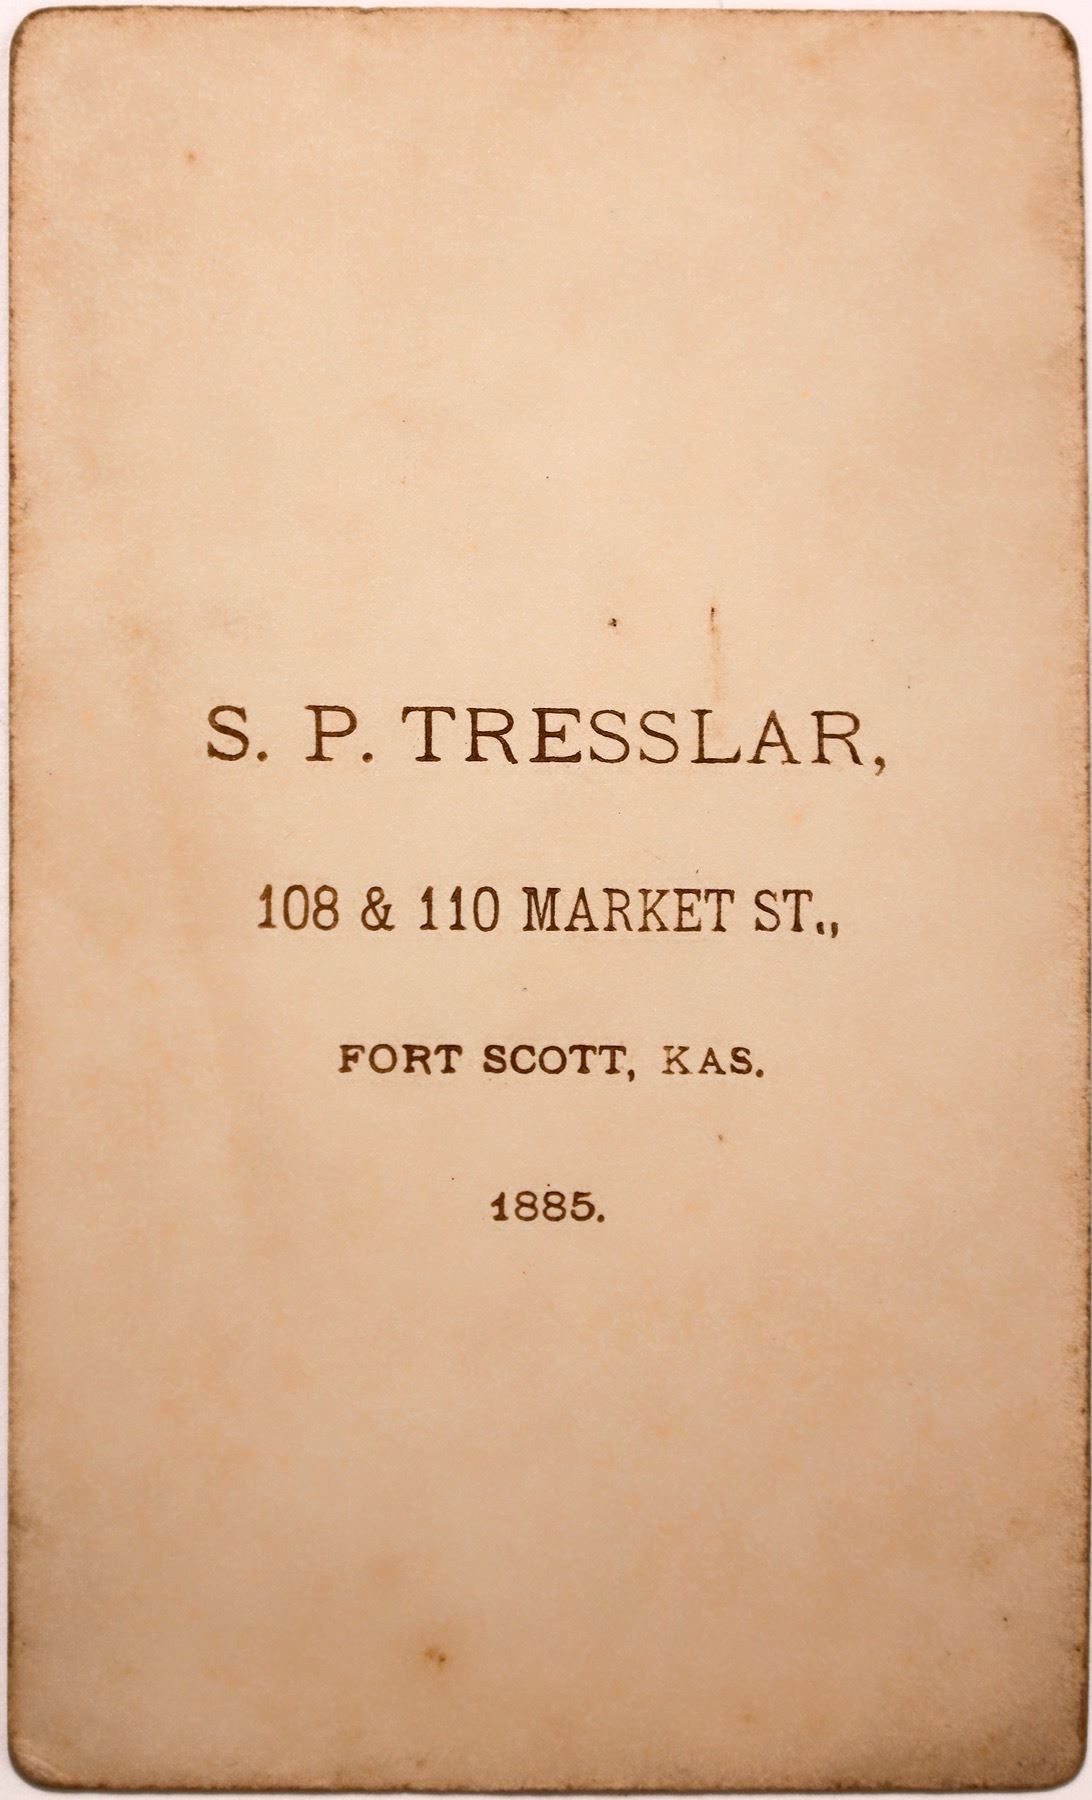 S. P. TRESSLAR,
108 & 110 MARKET ST.,
FORT SCOTT, KAS.
1885.